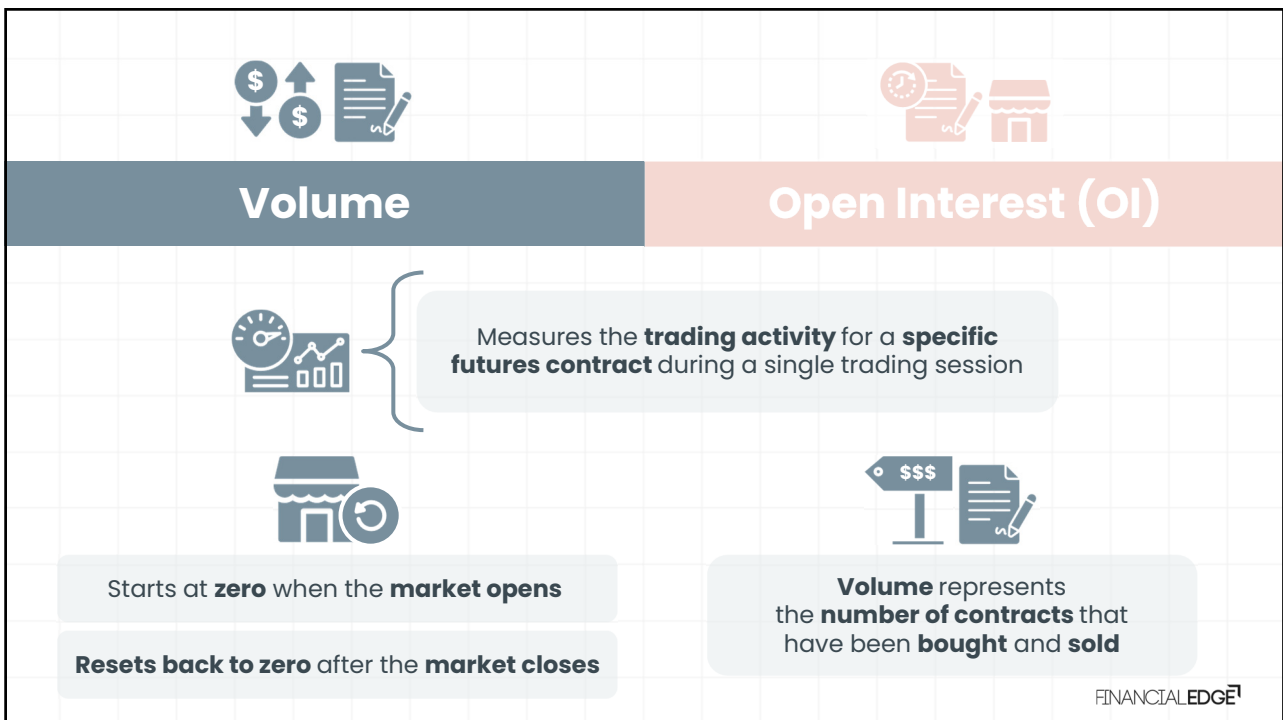 $
$
Volume
Open Interest (OI)
Measures the trading activity for a specific
futures contract during a single trading session
$$$
Starts at zero when the market opens
Resets back to zero after the market closes
Volume represents
the number of contracts that
have been bought and sold
FINANCIALEDGE